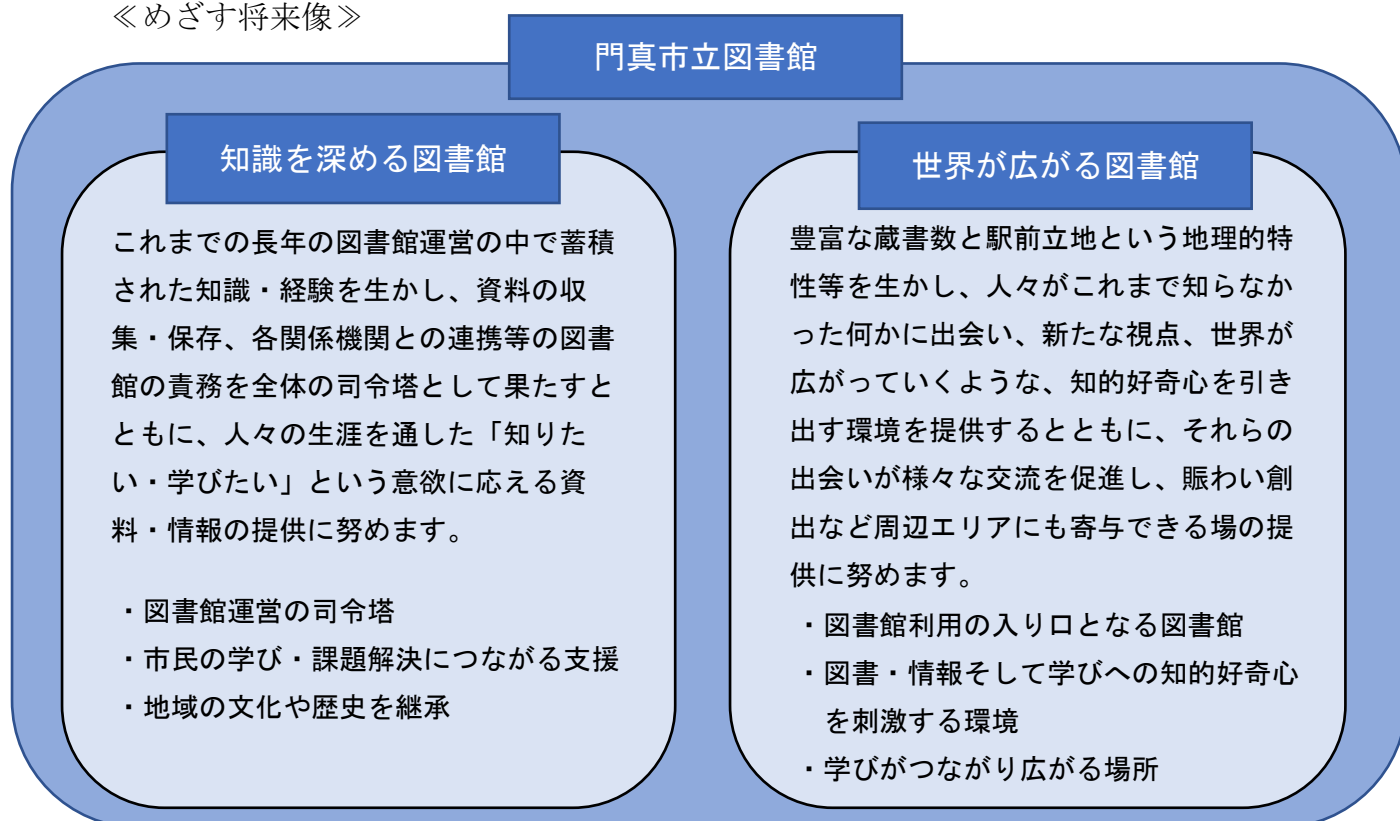 ≪めざす将来像≫
門真市立図書館
知識を深める図書館
これまでの長年の図書館運営の中で蓄積
された知識・経験を生かし、資料の収
集・保存、各関係機関との連携等の図書
館の責務を全体の司令塔として果たすと
ともに、人々の生涯を通した「知りた
い・学びたい」という意欲に応える資
料・情報の提供に努めます。
・図書館運営の司令塔
・市民の学び・課題解決につながる支援
・地域の文化や歴史を継承
世界が広がる図書館
豊富な蔵書数と駅前立地という地理的特
性等を生かし、人々がこれまで知らなか
った何かに出会い、新たな視点、世界が
広がっていくような、知的好奇心を引き
出す環境を提供するとともに、それらの
出会いが様々な交流を促進し、賑わい創
出など周辺エリアにも寄与できる場の提
供に努めます。
・図書館利用の入り口となる図書館
・図書・情報そして学びへの知的好奇心
を刺激する環境
・学びがつながり広がる場所